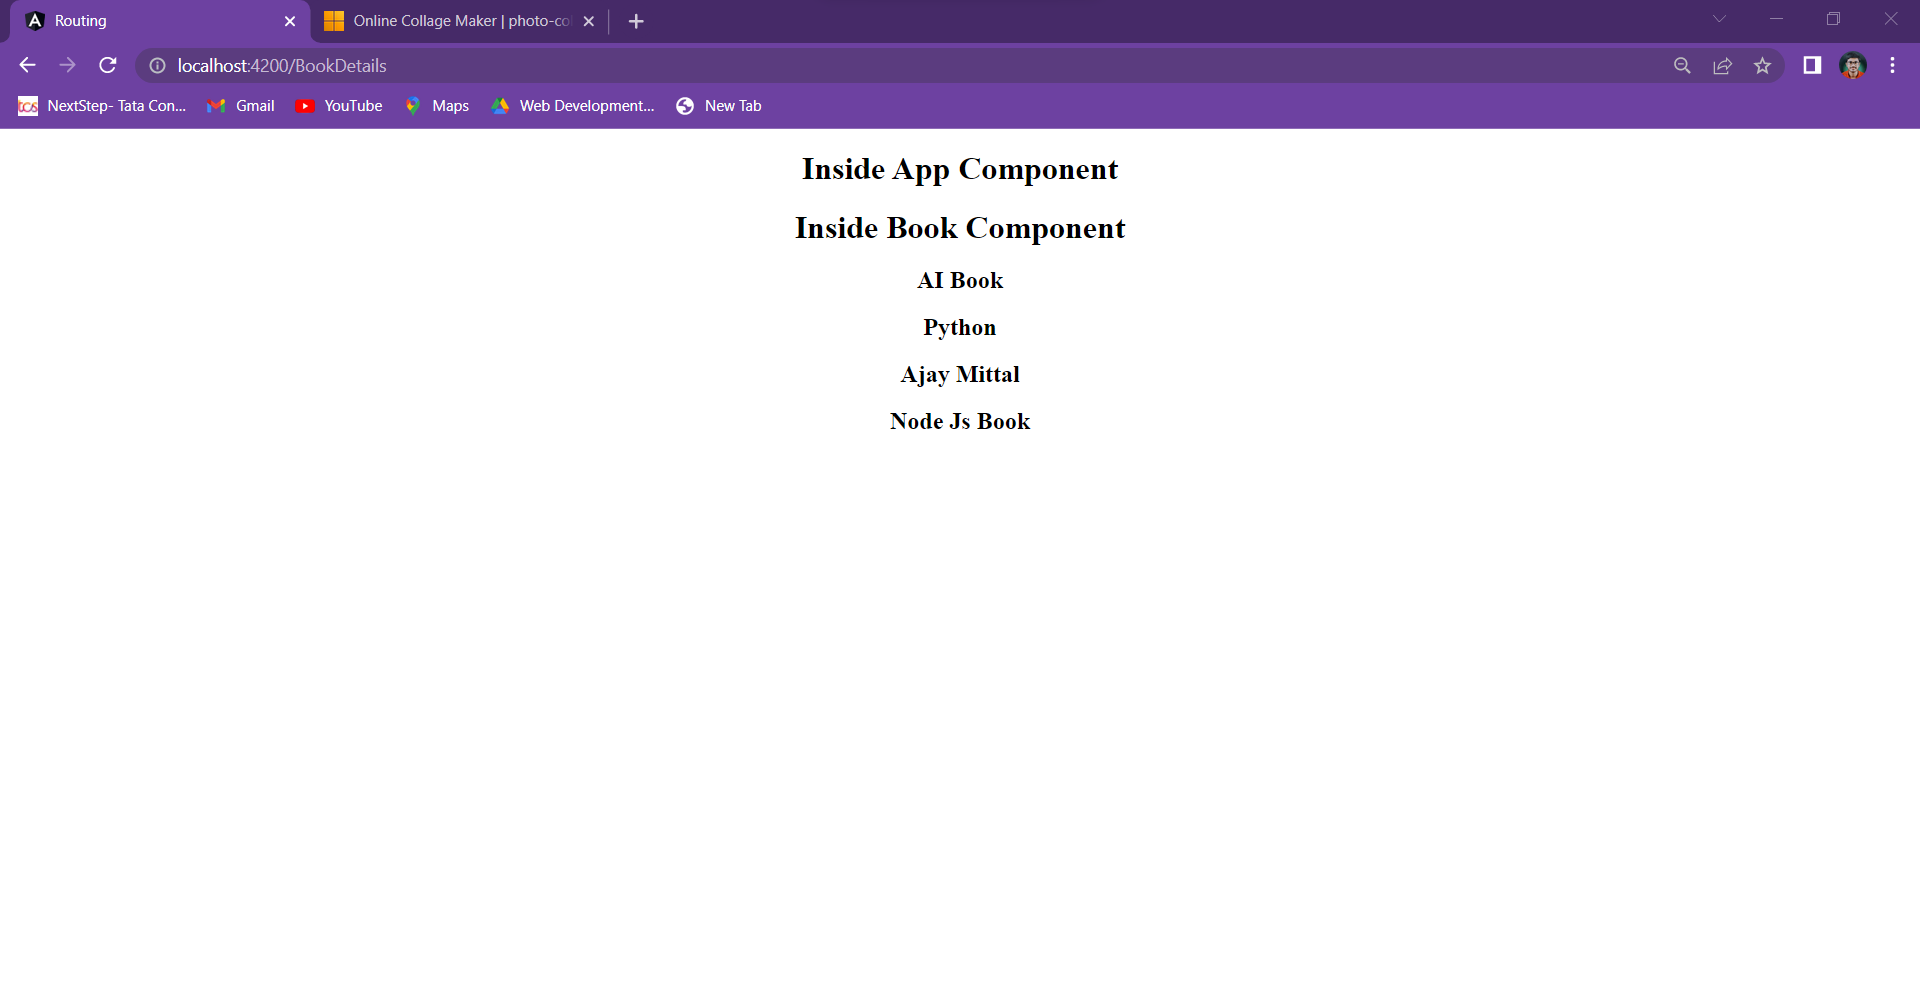 Routing
Online Collage Maker | photo-co
localhost:4200/BookDetails
tcs NextStep- Tata Con... Gmail YouTube Maps Web Development... New Tab
Inside App Component
Inside Book Component
AI Book
Python
Ajay Mittal
Node Js Book